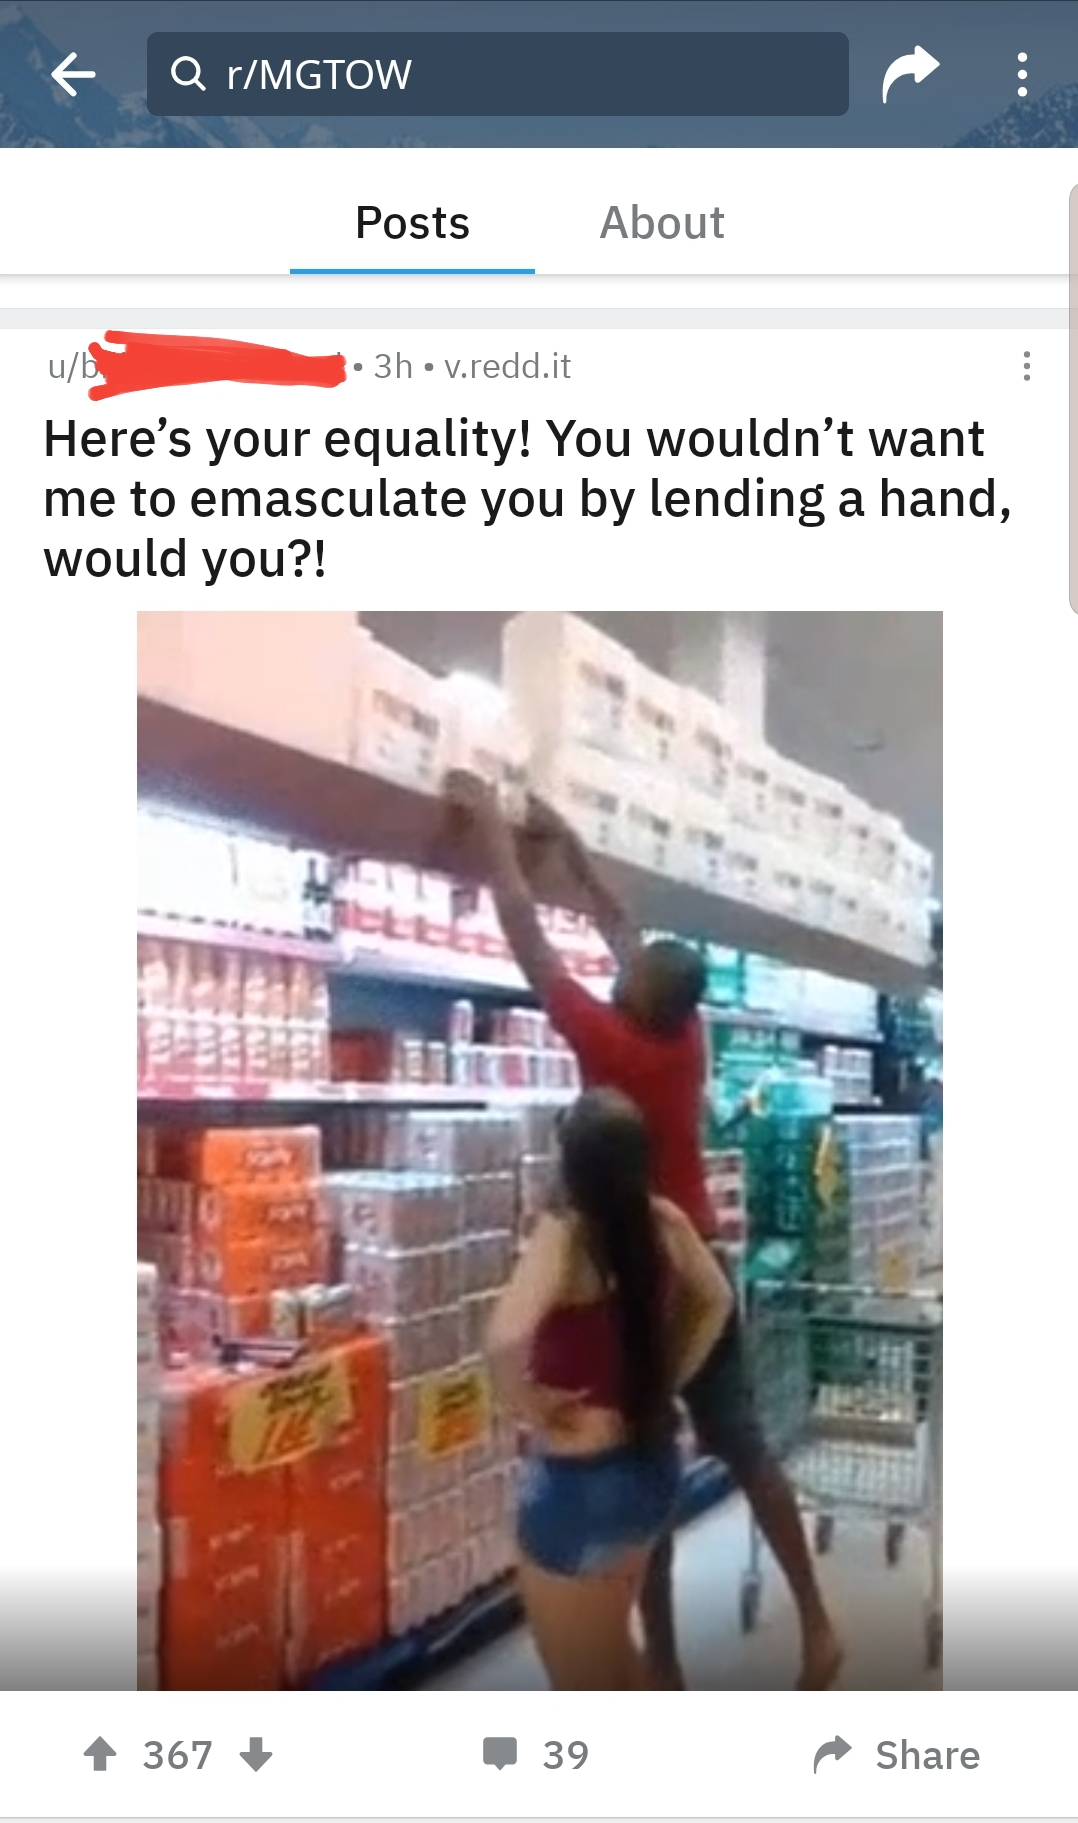 r/MGTOW
Posts About
u/b • 3h • v.redd.it
Here’s your equality! You wouldn’t want
me to emasculate you by lending a hand,
would you?!
367 39 Share